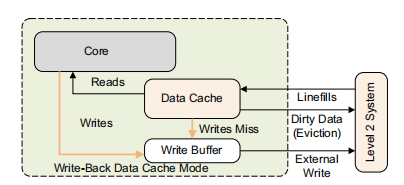 Core
Reads
Data Cache
Linefills
Dirty Data
(Eviction)
Writes
Writes Miss
Write Buffer
External
Write
Write-Back Data Cache Mode
Level 2 System